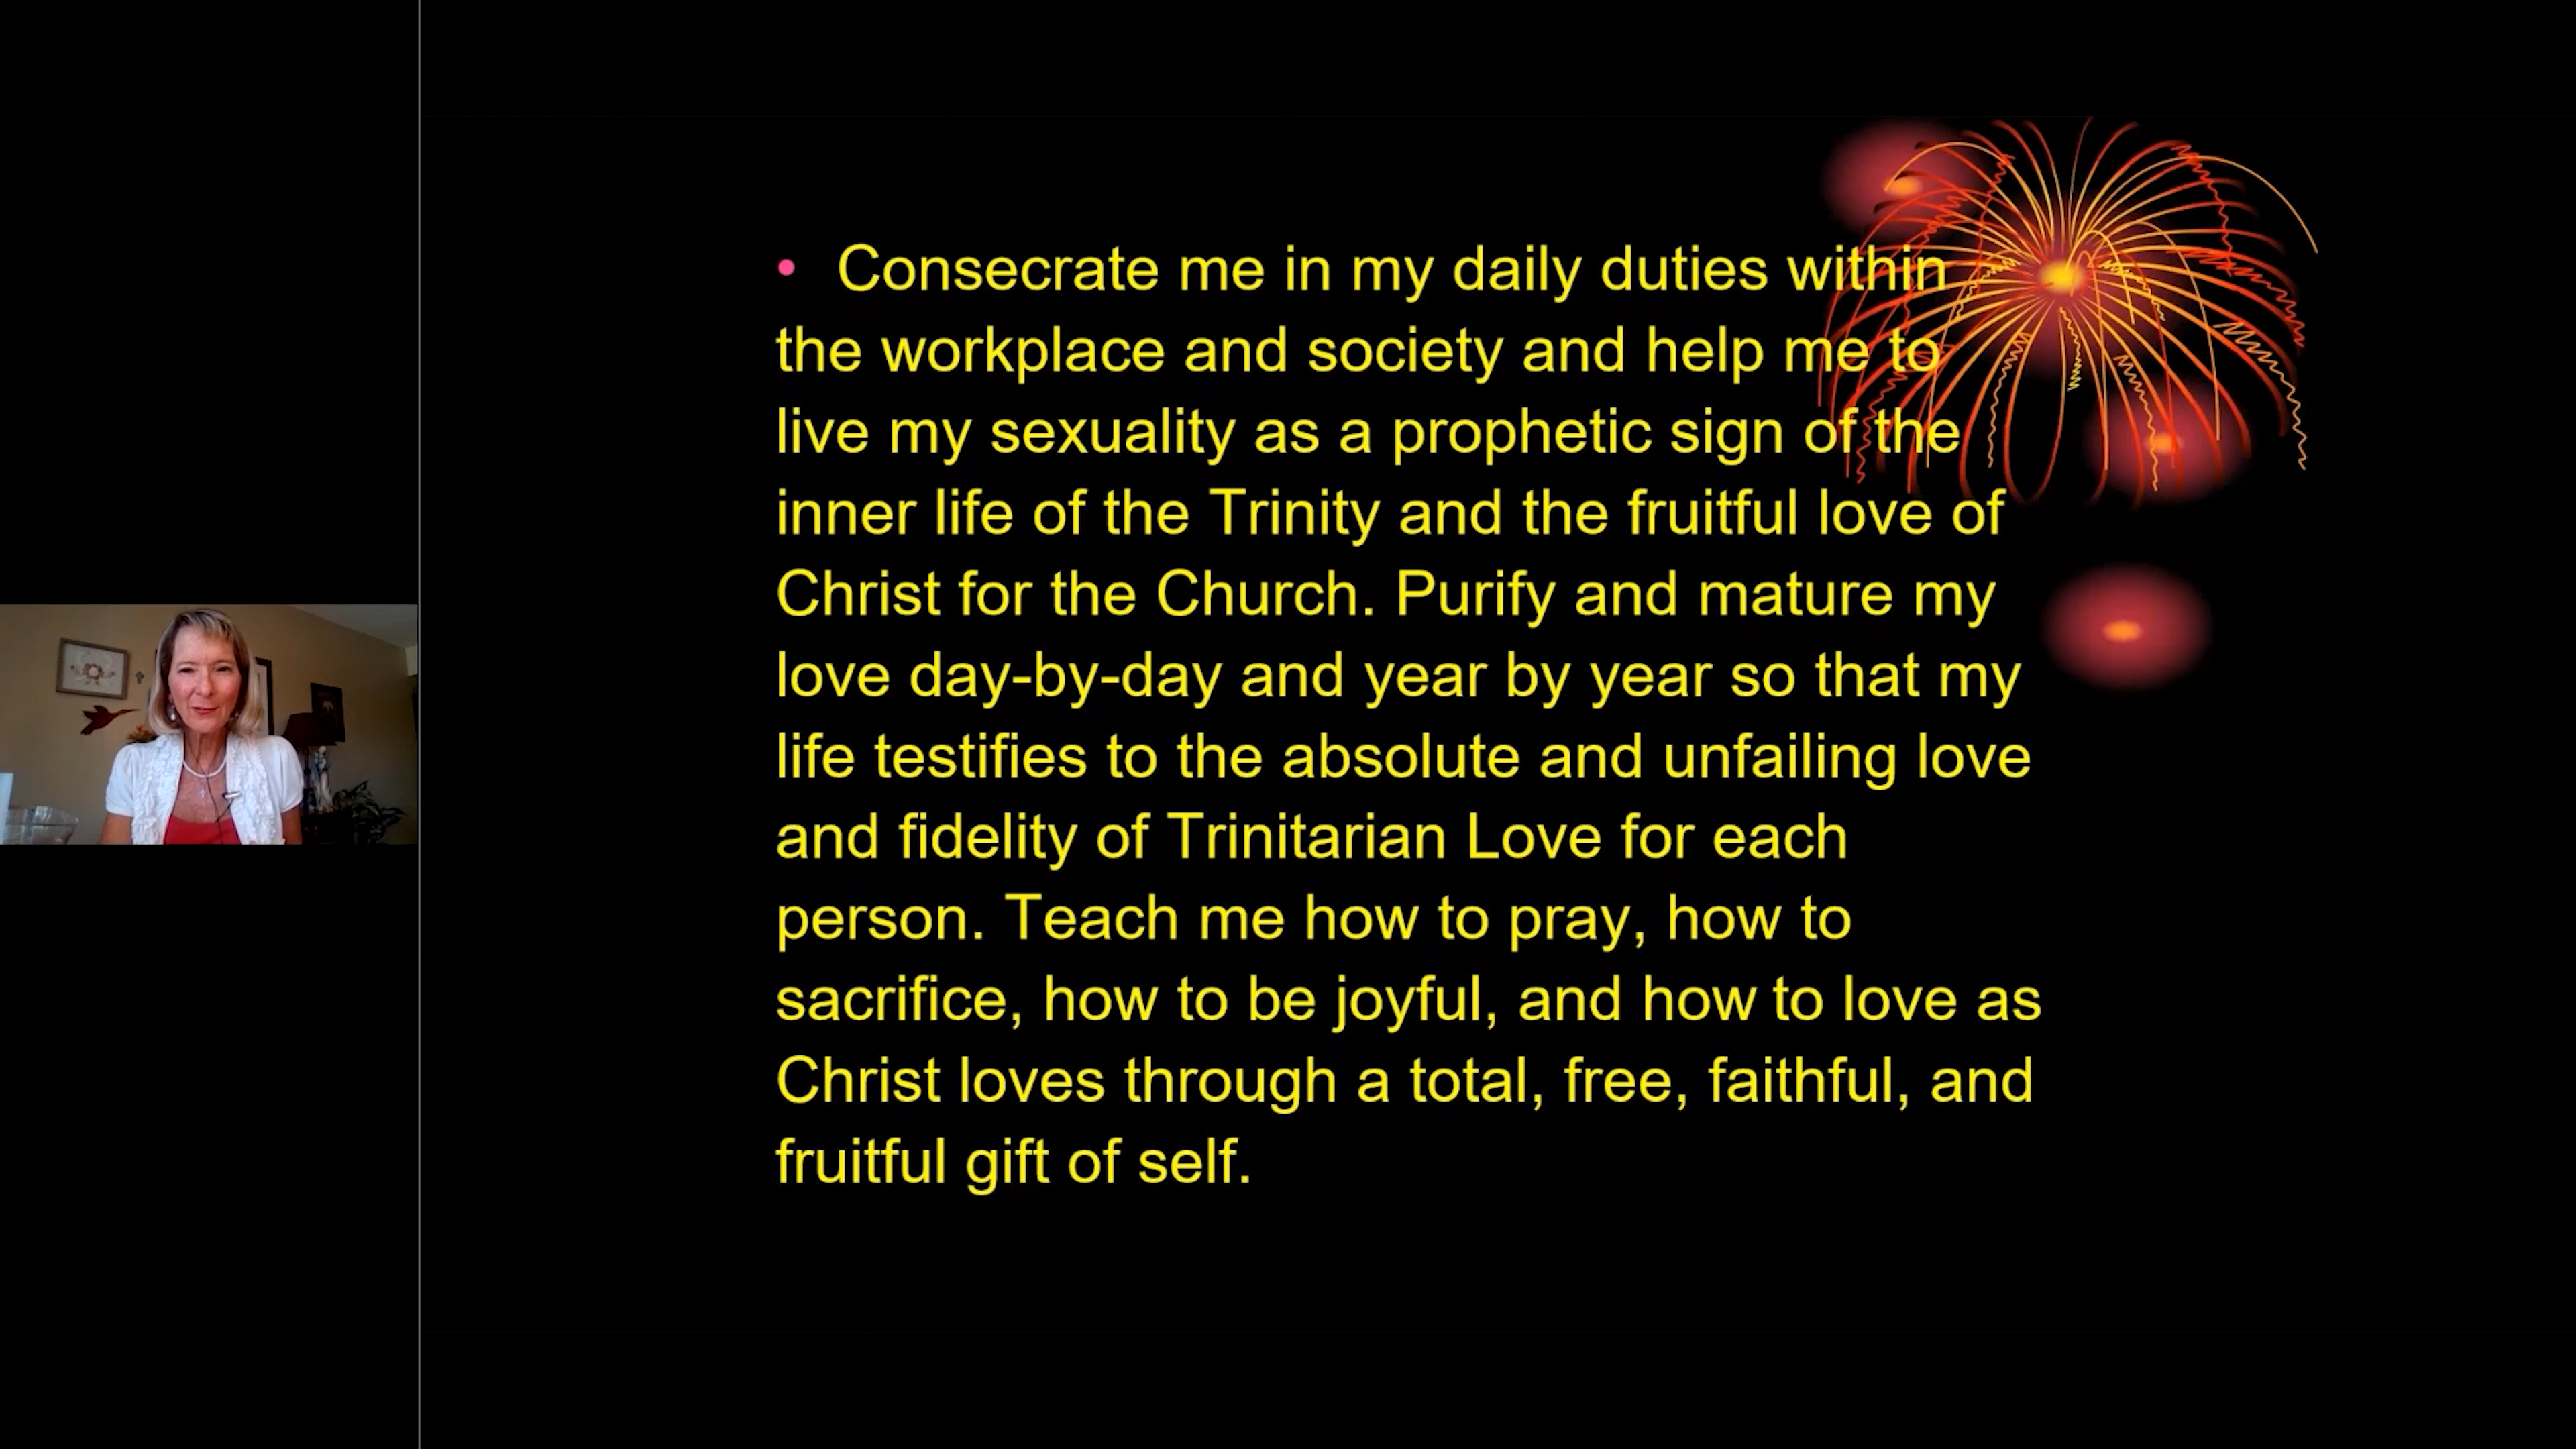 • Consecrate me in my daily duties within
the workplace and society and help me to
live my sexuality as a prophetic sign of the
inner life of the Trinity and the fruitful love of
Christ for the Church. Purify and mature my
love day-by-day and year by year so that my
life testifies to the absolute and unfailing love
and fidelity of Trinitarian Love for each
person. Teach me how to pray, how to
sacrifice, how to be joyful, and how to love as
Christ loves through a total, free, faithful, and
fruitful gift of self.